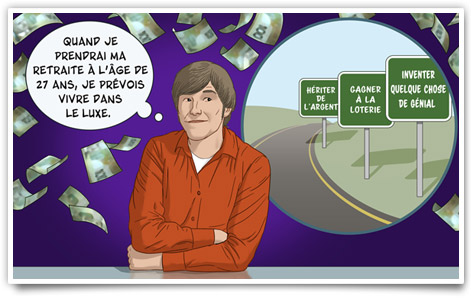 QUAND JE
PRENDRAI MA
RETRAITE À L'ÂGE DE
27 ANS, JE PRÉVOIS
VIVRE DANS
LE LUXE.
HÉRITER
DE
L'ARGENT
GAGNER
À LA
LOTERIE
INVENTER
QUELQUE CHOSE
DE GÉNIAL